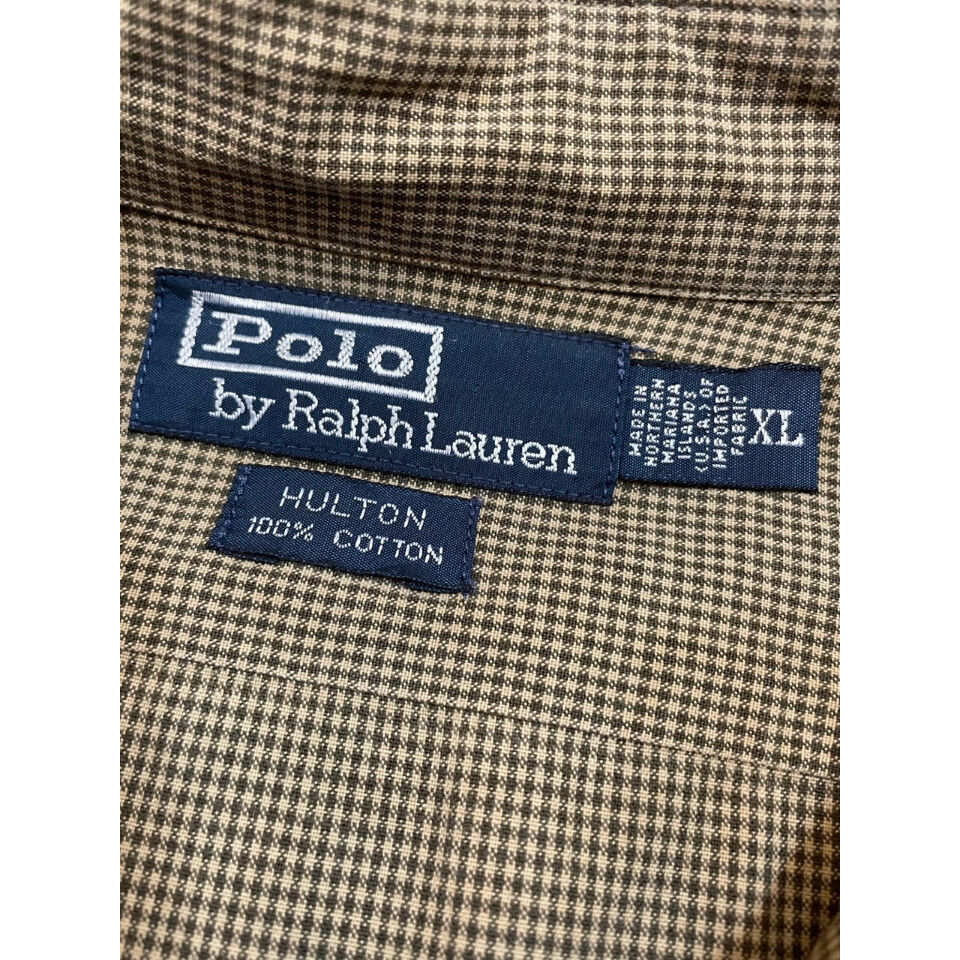 Polo
by Ralph Lauren
MADE IN
NORTHERN
MARIANA
ISLANDS
(U.S.A.) OF
IMPORTED
FABRIC
XL
HULTON
100% COTTON